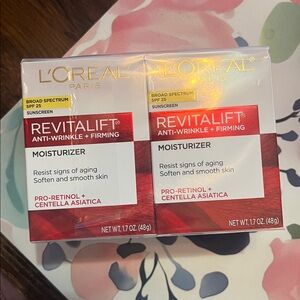 L'ORÉAL
PARIS
BROAD SPECTRUM
SPF 25
SUNSCREEN
REVITALIFT®
ANTI-WRINKLE + FIRMING
MOISTURIZER
Resist signs of aging
Soften and smooth skin
PRO-RETINOL +
CENTELLA ASIATICA
NET WT. 1.7 OZ. (48g)
L'ORÉAL
BROAD SPECTRUM
SPF 25
SUNSCREEN
REVITALIFT®
ANTI-WRINKLE + FIRMING
MOISTURIZER
Resist signs of aging
Soften and smooth skin
PRO-RETINOL +
CENTELLA ASIATICA
NET WT. 1.7 OZ. (48g)